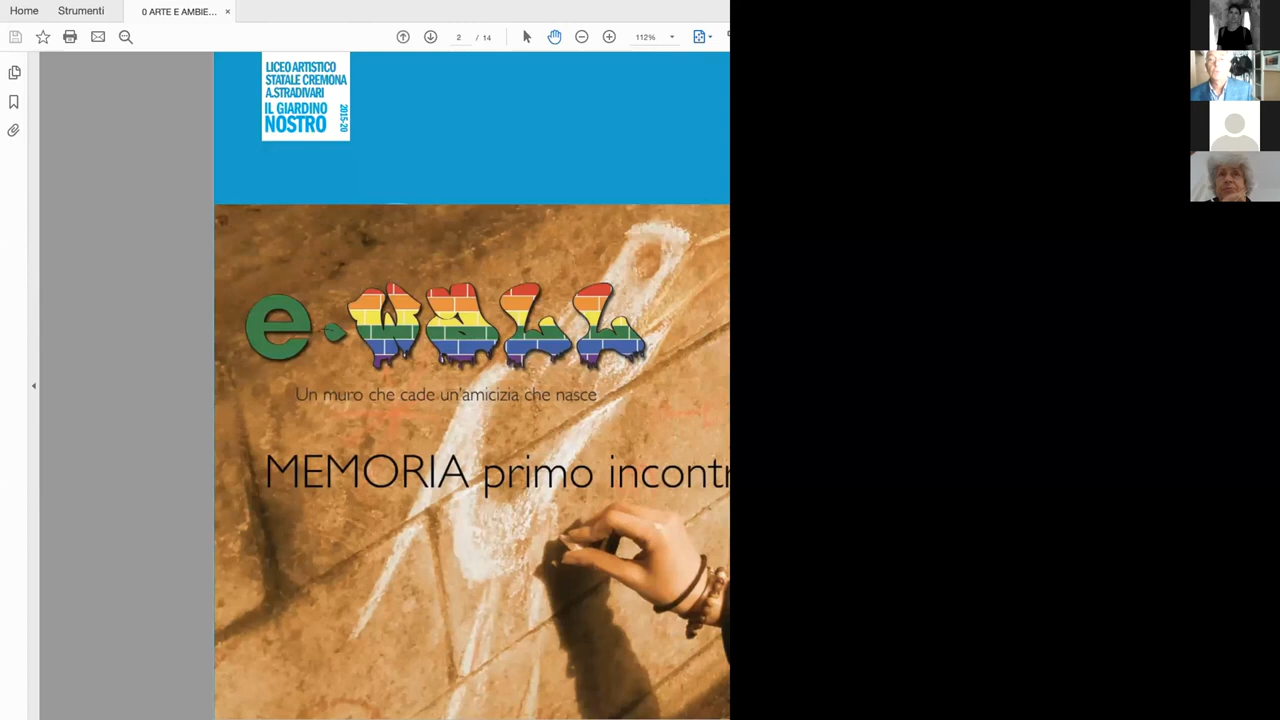 Home Strumenti 0 ARTE E AMBIE... ×
2 / 14 112%
LICEO ARTISTICO
STATALE CREMONA
A.STRADIVARI
IL GIARDINO
NOSTRO
2015-20
e-WaLL
Un muro che cade un'amicizia che nasce
MEMORIA primo incontr